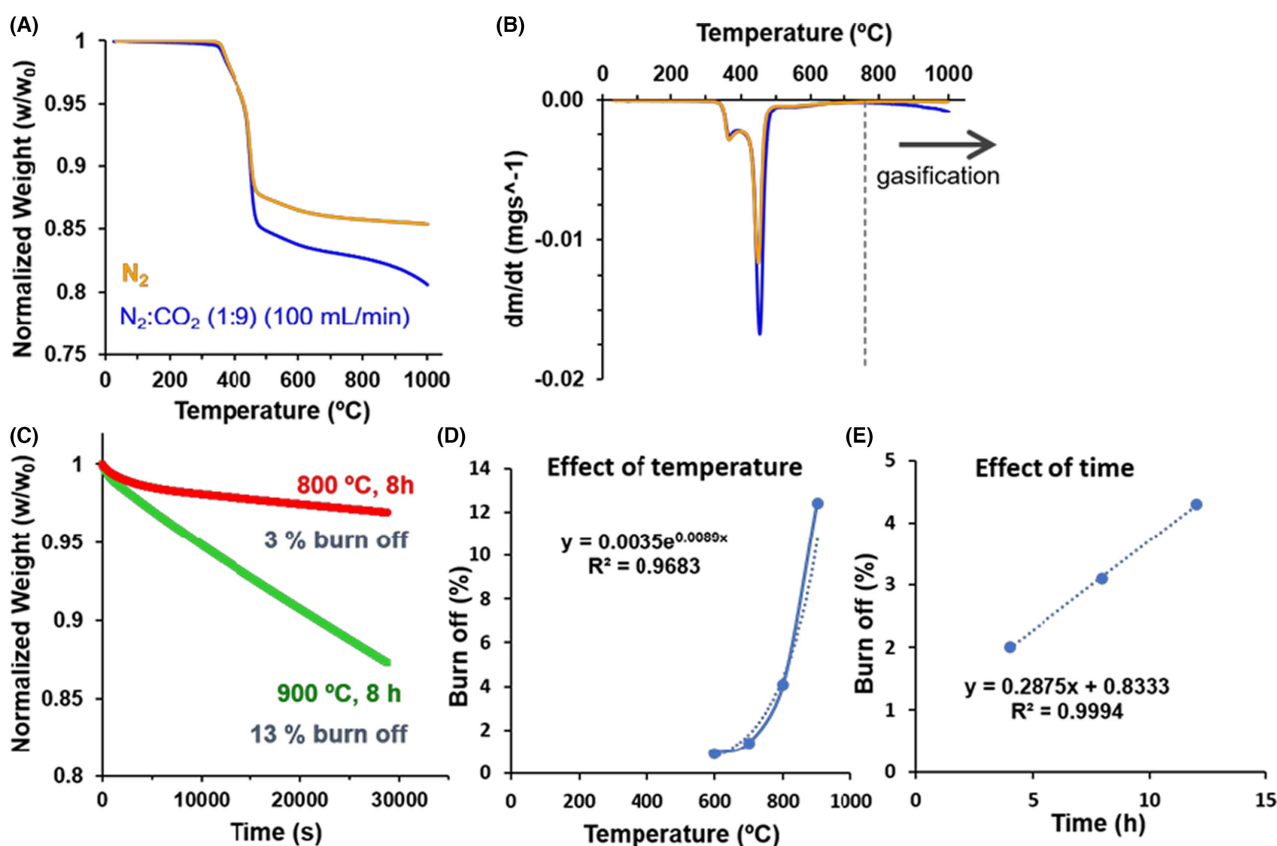 (A)
Normalized Weight (w/w₀)
1
0.95
0.9
0.85
0.8
0.75
N₂
N₂:CO₂ (1:9) (100 mL/min)
0 200 400 600 800 1000
Temperature (ºC)
(B)
Temperature (ºC)
0 200 400 600 800 1000
0.00
-0.01
-0.02
dm/dt (mgs^-1)
gasification
(C)
Normalized Weight (w/w₀)
1
0.95
0.9
0.85
0.8
800 ºC, 8h
3 % burn off
900 ºC, 8 h
13 % burn off
0 10000 20000 30000
Time (s)
(D)
Effect of temperature
y = 0.0035e^0.0089x
R² = 0.9683
Burn off (%)
14
12
10
8
6
4
2
0
0 200 400 600 800 1000
Temperature (ºC)
(E)
Effect of time
Burn off (%)
5
4
3
2
1
0
y = 0.2875x + 0.8333
R² = 0.9994
0 5 10 15
Time (h)